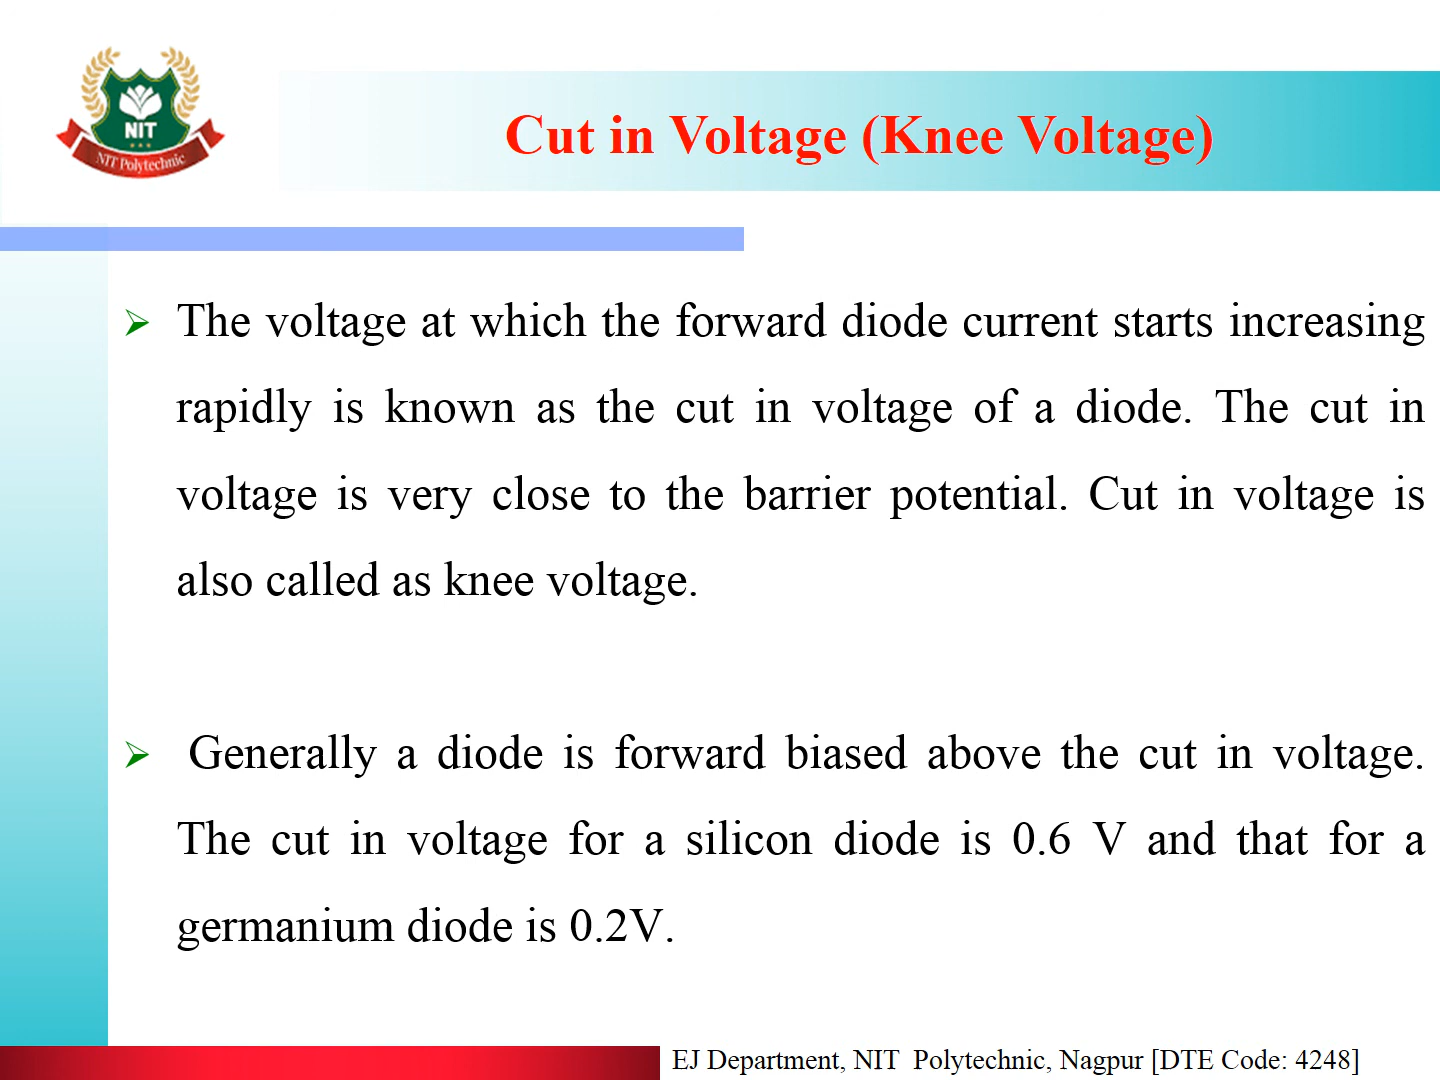 NIT
NIT Polytechnic
Cut in Voltage (Knee Voltage)
The voltage at which the forward diode current starts increasing
rapidly is known as the cut in voltage of a diode. The cut in
voltage is very close to the barrier potential. Cut in voltage is
also called as knee voltage.
Generally a diode is forward biased above the cut in voltage.
The cut in voltage for a silicon diode is 0.6 V and that for a
germanium diode is 0.2V.
EJ Department, NIT  Polytechnic, Nagpur [DTE Code: 4248]